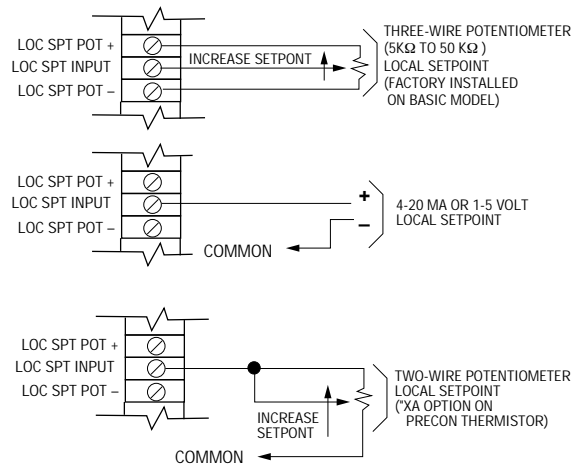 LOC SPT POT +
LOC SPT INPUT
LOC SPT POT –
INCREASE SETPONT
THREE-WIRE POTENTIOMETER
(5KΩ TO 50 KΩ )
LOCAL SETPOINT
(FACTORY INSTALLED
ON BASIC MODEL)
LOC SPT POT +
LOC SPT INPUT
LOC SPT POT –
+
–
4-20 MA OR 1-5 VOLT
LOCAL SETPOINT
COMMON
LOC SPT POT +
LOC SPT INPUT
LOC SPT POT –
INCREASE
SETPONT
TWO-WIRE POTENTIOMETER
LOCAL SETPOINT
("XA OPTION ON
PRECON THERMISTOR)
COMMON